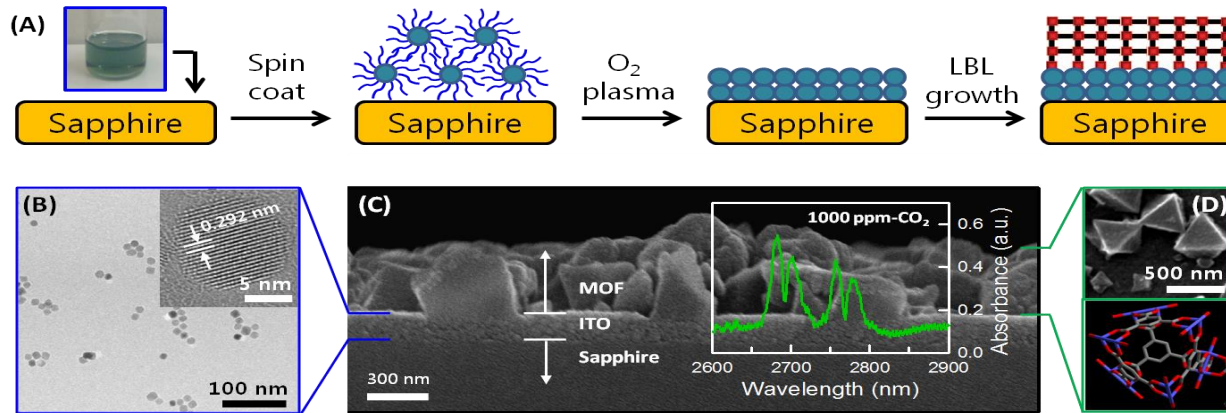 (A)
Spin
coat
O₂
plasma
LBL
growth
Sapphire
Sapphire
Sapphire
Sapphire
(B)
0.292 nm
5 nm
100 nm
(C)
MOF
ITO
Sapphire
300 nm
1000 ppm-CO₂
0.6
0.4
0.2
0.0
Absorbance (a.u.)
2600 2700 2800 2900
Wavelength (nm)
(D)
500 nm